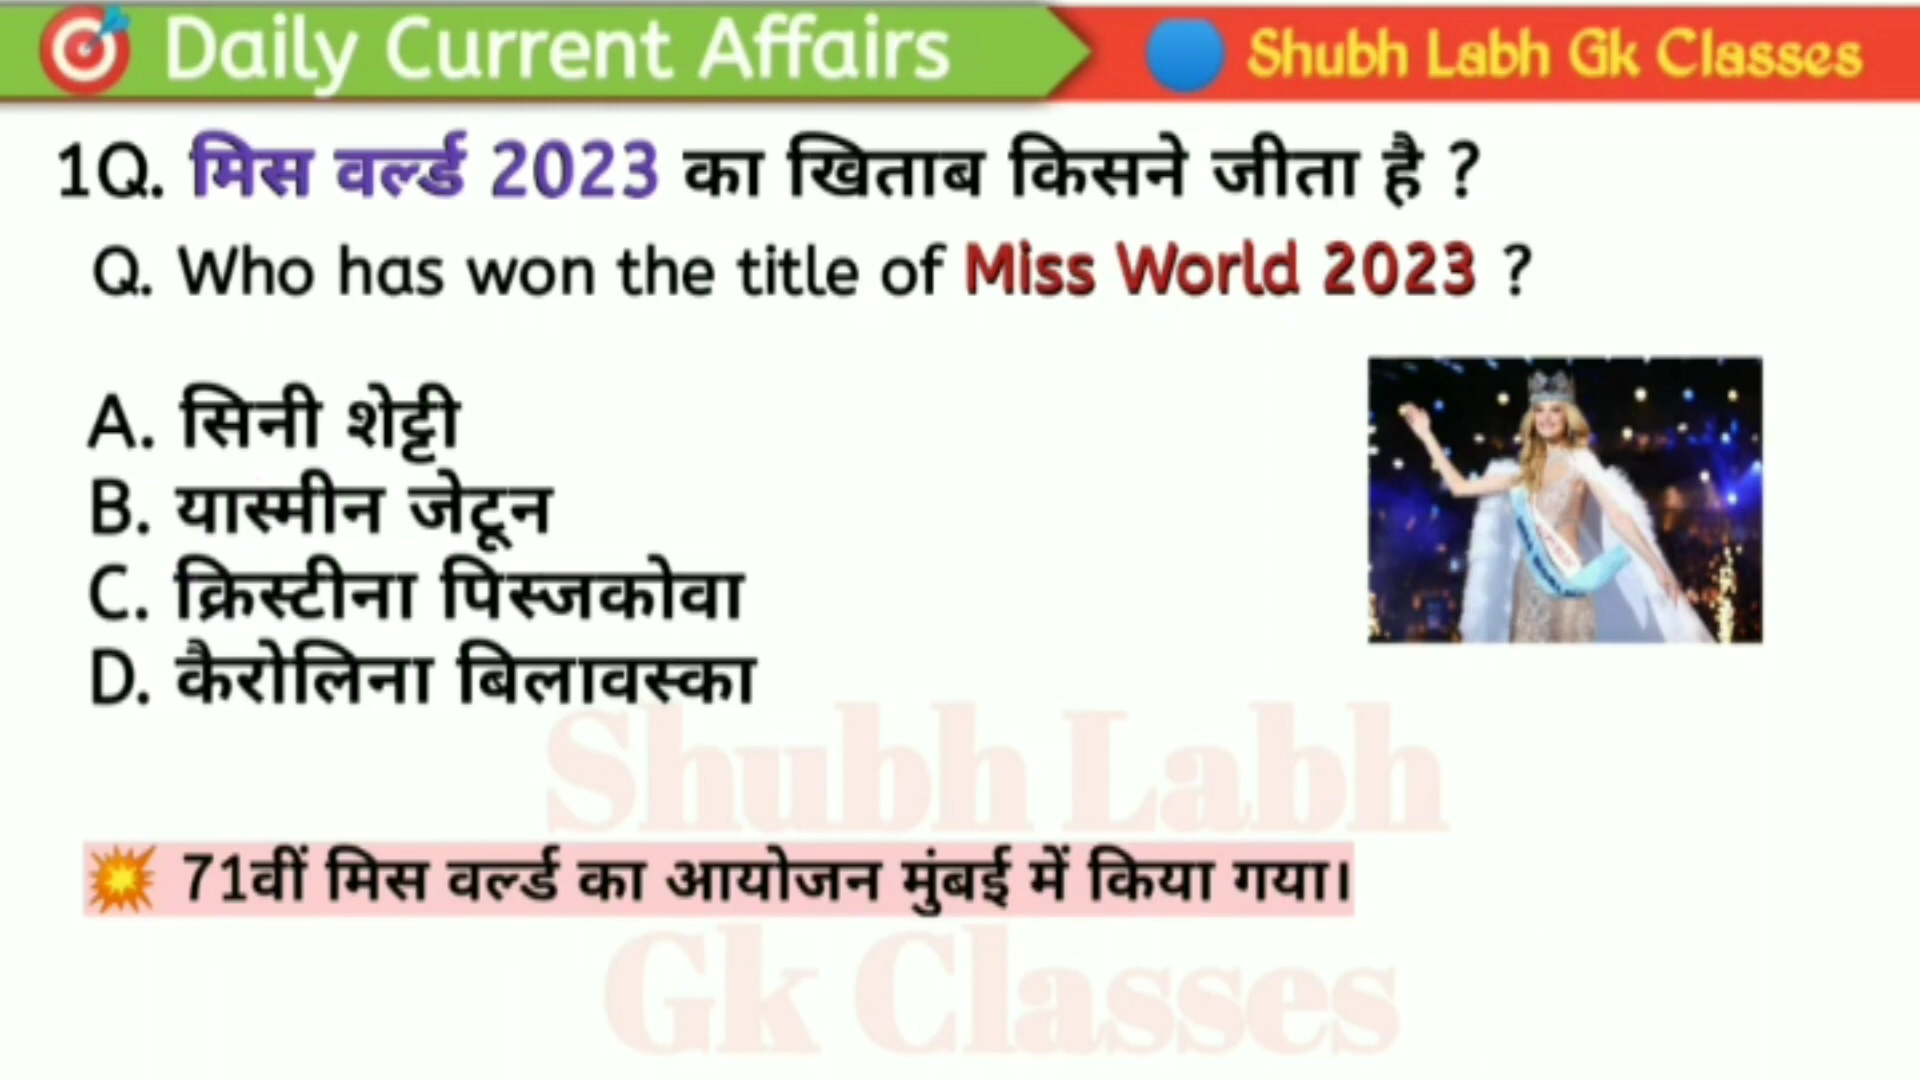 Daily Current Affairs
Shubh Labh Gk Classes
1Q. मिस वर्ल्ड 2023 का खिताब किसने जीता है ?
Q. Who has won the title of Miss World 2023 ?
A. सिनी शेट्टी
B. यास्मीन जेटून
C. क्रिस्टीना पिस्जकोवा
D. कैरोलिना बिलावस्का
Shubh Labh
71वीं मिस वर्ल्ड का आयोजन मुंबई में किया गया।
Gk Classes